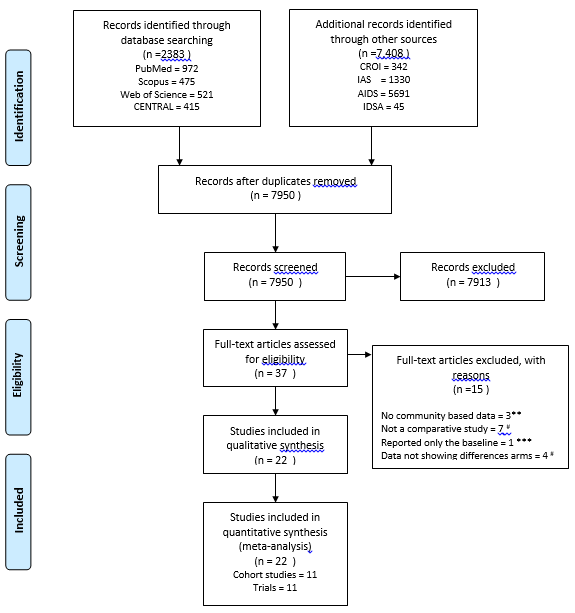 Records identified through
database searching
(n =2383 )
PubMed = 972
Scopus = 475
Web of Science = 521
CENTRAL = 415
Additional records identified
through other sources
(n =7,408 )
CROI = 342
IAS = 1330
AIDS = 5691
IDSA = 45
Identification
Records after duplicates removed
(n = 7950 )
Screening
Records screened
(n = 7950 )
Records excluded
(n = 7913 )
Eligibility
Full-text articles assessed
for eligibility
(n = 37 )
Full-text articles excluded, with
reasons
(n =15 )
No community based data = 3**
Not a comparative study = 7 #
Reported only the baseline = 1 ***
Data not showing differences arms = 4 #
Studies included in
qualitative synthesis
(n = 22 )
Included
Studies included in
quantitative synthesis
(meta-analysis)
(n = 22 )
Cohort studies = 11
Trials = 11